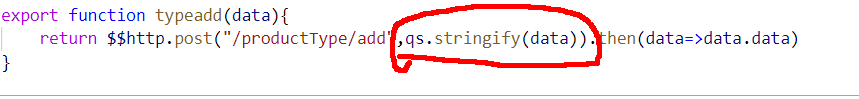 export function typeadd(data){
return $$http.post("/productType/add",qs.stringify(data)).then(data=>data.data)
}